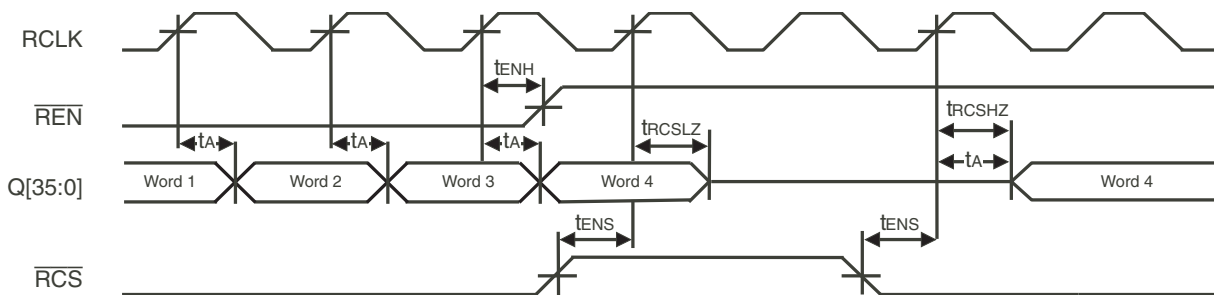 RCLK
tENH
REN
tRCSLZ
tRCSHZ
tA
tA
tA
tA
Q[35:0]
Word 1
Word 2
Word 3
Word 4
Word 4
tENS
tENS
RCS